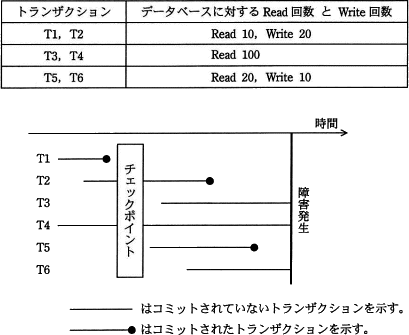 トランザクション データベースに対する Read 回数 と Write 回数
T1, T2 Read 10, Write 20
T3, T4 Read 100
T5, T6 Read 20, Write 10
時間
T1
T2
T3
T4
T5
T6
チェックポイント
障害発生
はコミットされていないトランザクションを示す。
はコミットされたトランザクションを示す。